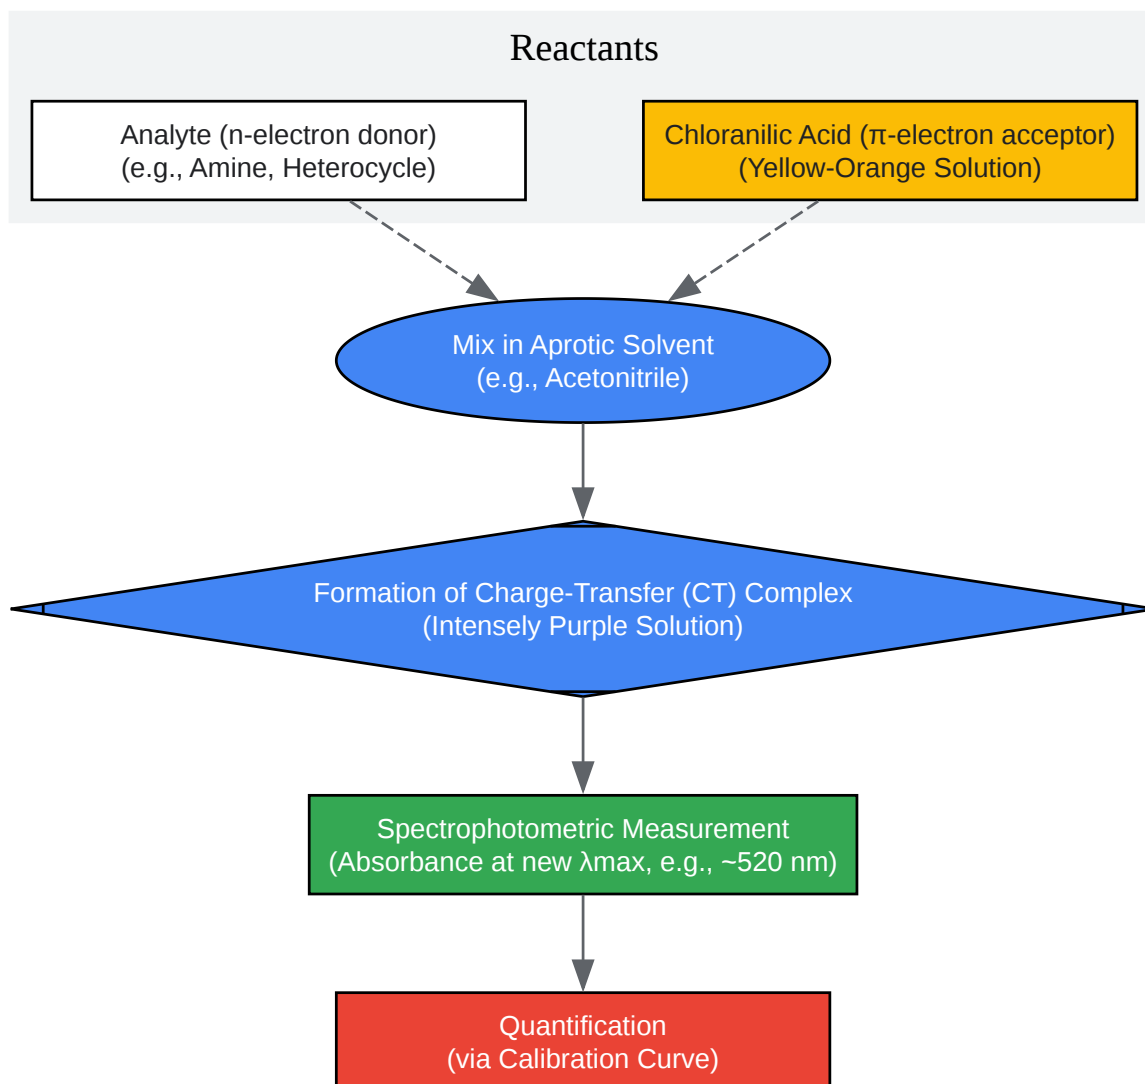 Reactants
Analyte (n-electron donor)
(e.g., Amine, Heterocycle)
Chloranilic Acid (π-electron acceptor)
(Yellow-Orange Solution)
Mix in Aprotic Solvent
(e.g., Acetonitrile)
Formation of Charge-Transfer (CT) Complex
(Intensely Purple Solution)
Spectrophotometric Measurement
(Absorbance at new λmax, e.g., ~520 nm)
Quantification
(via Calibration Curve)